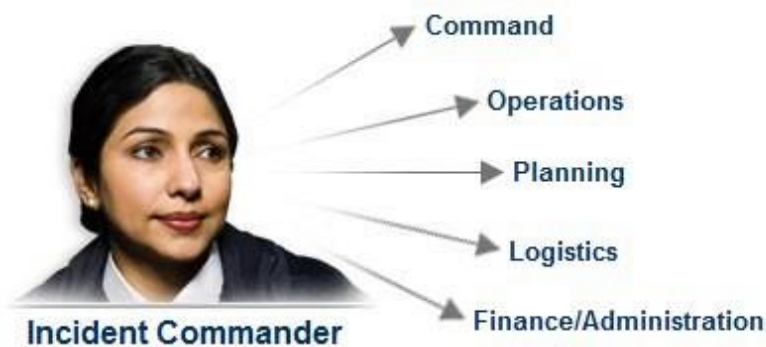 Command
Operations
Planning
Logistics
Finance/Administration
Incident Commander